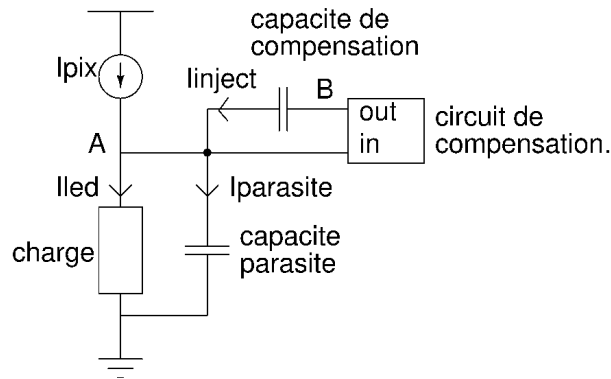 capacite de
compensation
Ipix
Iinject
B
out
in
circuit de
compensation.
A
Iled
Iparasite
charge
capacite
parasite